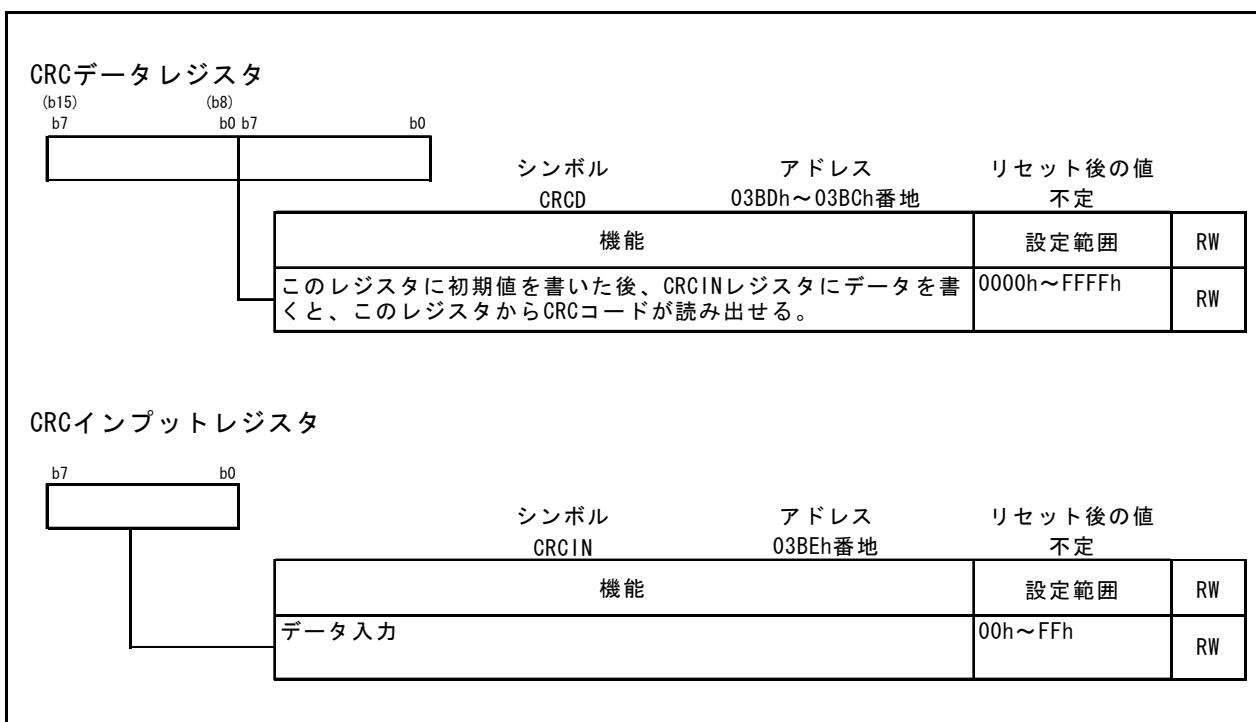 CRCデータレジスタ
(b15) (b8)
b7 b0 b7 b0
シンボル アドレス リセット後の値
CRCD 03BDh～03BCh番地 不定
機能 設定範囲 RW
このレジスタに初期値を書いた後、CRCINレジスタにデータを書 0000h～FFFFh RW
くと、このレジスタからCRCコードが読み出せる。
CRCインプットレジスタ
b7 b0
シンボル アドレス リセット後の値
CRCIN 03BEh番地 不定
機能 設定範囲 RW
データ入力 00h～FFh RW